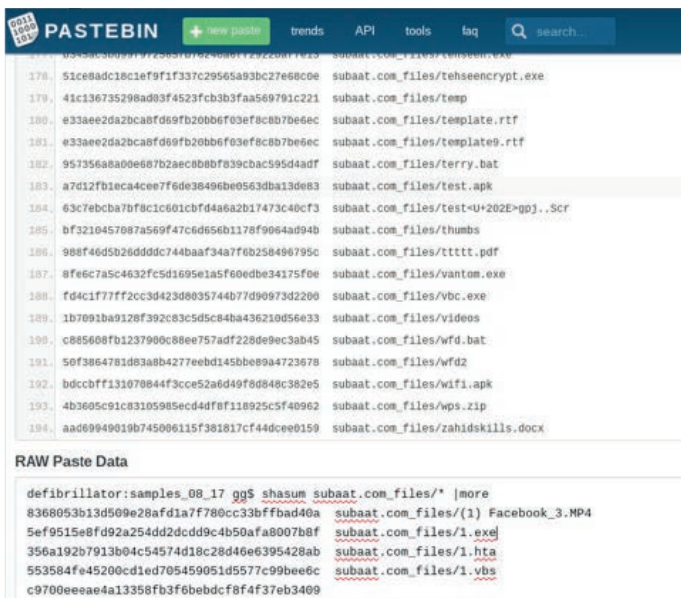 PASTEBIN + new paste trends API tools faq search...
178. 51ce8adc18c1ef9f1f337c29565a93bc27e68c0e subaat.com_files/tehseencrypt.exe
179. 41c136735298ad03f4523fcb3b3faa569791c221 subaat.com_files/temp
180. e33aee2da2bca8fd69fb20bb6f03ef8c8b7be6ec subaat.com_files/template.rtf
181. e33aee2da2bca8fd69fb20bb6f03ef8c8b7be6ec subaat.com_files/template9.rtf
182. 957356a8a00e687b2aec8b8bf839cbac595d4adf subaat.com_files/terry.bat
183. a7d12fb1eca4cee7f6de38496be0563dba13de83 subaat.com_files/test.apk
184. 63c7ebcba7bf8c1c601cbfd4a6a2b17473c40cf3 subaat.com_files/test<U+202E>gpj..Scr
185. bf3210457087a569f47c6d656b1178f9064ad94b subaat.com_files/thumbs
186. 988f46d5b26ddddc744baaf34a7f6b258496795c subaat.com_files/ttttt.pdf
187. 8fe6c7a5c4632fc5d1695e1a5f60edbe34175f0e subaat.com_files/vantom.exe
188. fd4c1f77ff2cc3d423d8035744b77d90973d2200 subaat.com_files/vbc.exe
189. 1b7091ba9128f392c83c5d5c84ba436210d56e33 subaat.com_files/videos
190. c885608fb1237900c88ee757adf228de9ec3ab45 subaat.com_files/wfd.bat
191. 50f3864781d83a8b4277eebd145bbe89a4723678 subaat.com_files/wfd2
192. bdccbff131070844f3cce52a6d49f8d848c382e5 subaat.com_files/wifi.apk
193. 4b3605c91c83105985ecd4df8f118925c5f40962 subaat.com_files/wps.zip
194. aad69949019b745006115f381817cf44dcee0159 subaat.com_files/zahidskills.docx
RAW Paste Data
defibrillator:samples_08_17 gg$ shasum subaat.com_files/* |more
8368053b13d509e28afd1a7f780cc33bffbad40a subaat.com_files/(1) Facebook_3.MP4
5ef9515e8fd92a254dd2dcdd9c4b50afa8007b8f subaat.com_files/1.exe
356a192b7913b04c54574d18c28d46e6395428ab subaat.com_files/1.hta
553584fe45200cd1ed705459051d5577c99bee6c subaat.com_files/1.vbs
c9700eeeae4a13358fb3f6bebdcf8f4f37eb3409